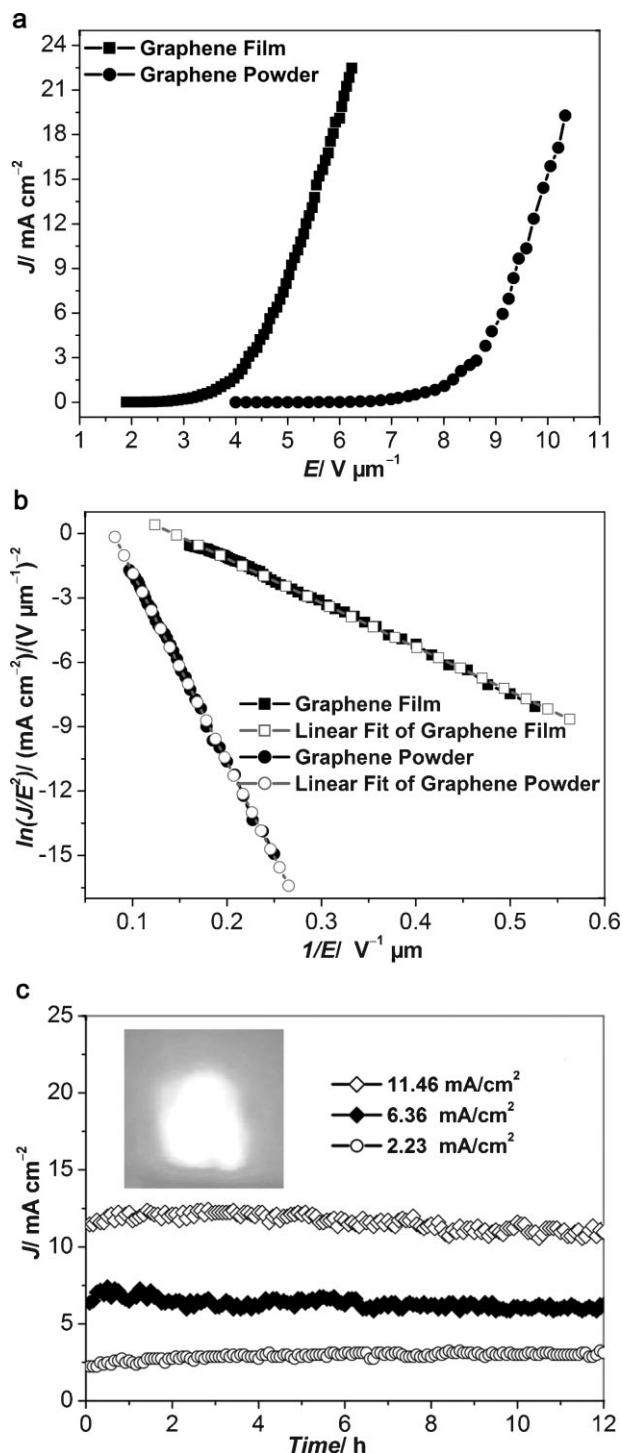 a
24
21
18
15
12
9
6
3
0
J/ mA cm⁻²
Graphene Film
Graphene Powder
1 2 3 4 5 6 7 8 9 10 11
E/ V μm⁻¹
b
0
-3
-6
-9
-12
-15
ln(J/E²)/ (mA cm⁻²)/(V μm⁻¹)⁻²
Graphene Film
Linear Fit of Graphene Film
Graphene Powder
Linear Fit of Graphene Powder
0.1 0.2 0.3 0.4 0.5 0.6
1/E/ V⁻¹ μm
c
25
20
15
10
5
0
J/ mA cm⁻²
11.46 mA/cm²
6.36 mA/cm²
2.23 mA/cm²
0 2 4 6 8 10 12
Time/ h